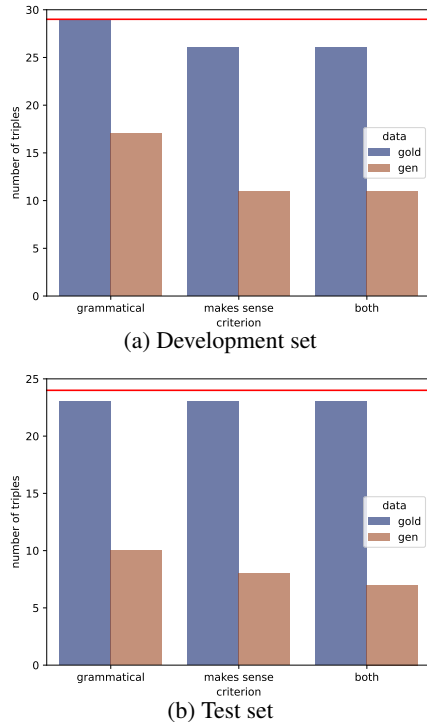 30
25
20
15
10
5
0
number of triples
data
gold
gen
grammatical makes sense both
criterion
(a) Development set
25
20
15
10
5
0
number of triples
data
gold
gen
grammatical makes sense both
criterion
(b) Test set